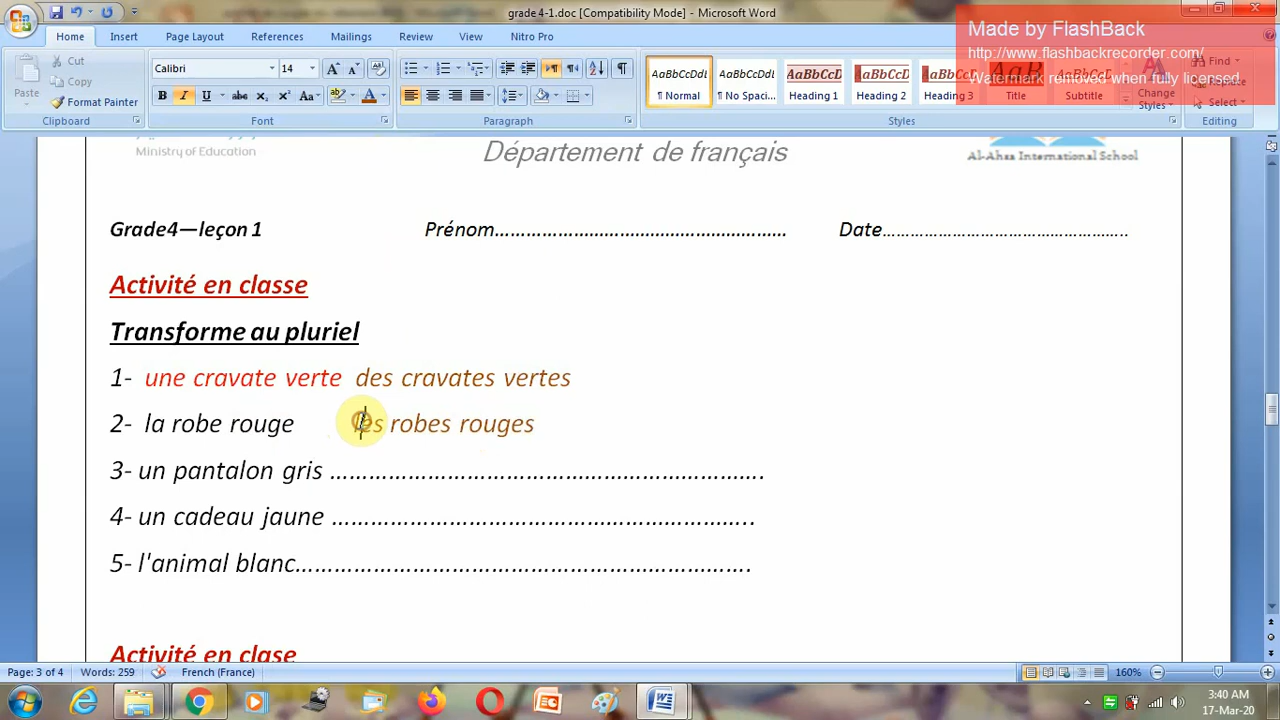 grade 4-1.doc [Compatibility Mode] - Microsoft Word
Made by FlashBack
http://www.flashbackrecorder.com/
Watermark removed when fully licensed
Home Insert Page Layout References Mailings Review View Nitro Pro
Paste
Cut
Copy
Format Painter
Clipboard
Calibri 14
Font
Paragraph
AaBbCcDdI AaBbCcDdI AaBbCcD AaBbCcD AaBbCcD AaB AaBbCcDc
¶ Normal ¶ No Spaci... Heading 1 Heading 2 Heading 3 Title Subtitle
Change Styles
Styles
Find
Replace
Select
Editing
Ministry of Education
Département de français
Al-Ahsa International School
Grade4—leçon 1 Prénom……………………………………………… Date…………………………………………..
Activité en classe
Transforme au pluriel
1- une cravate verte des cravates vertes
2- la robe rouge les robes rouges
3- un pantalon gris ………………………………………………………….
4- un cadeau jaune ………………………………………………………..
5- l'animal blanc…………………………………………………………….
Activité en clase
Page: 3 of 4 Words: 259 French (France) 160%
3:40 AM
17-Mar-20